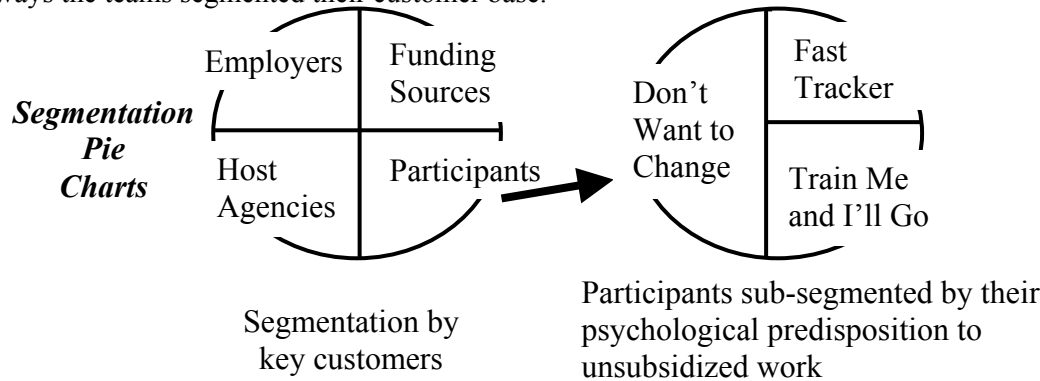 ways the teams segmented their customer base.
Segmentation
Pie
Charts
Employers
Funding
Sources
Host
Agencies
Participants
Don't
Want to
Change
Fast
Tracker
Train Me
and I'll Go
Segmentation by
key customers
Participants sub-segmented by their
psychological predisposition to
unsubsidized work